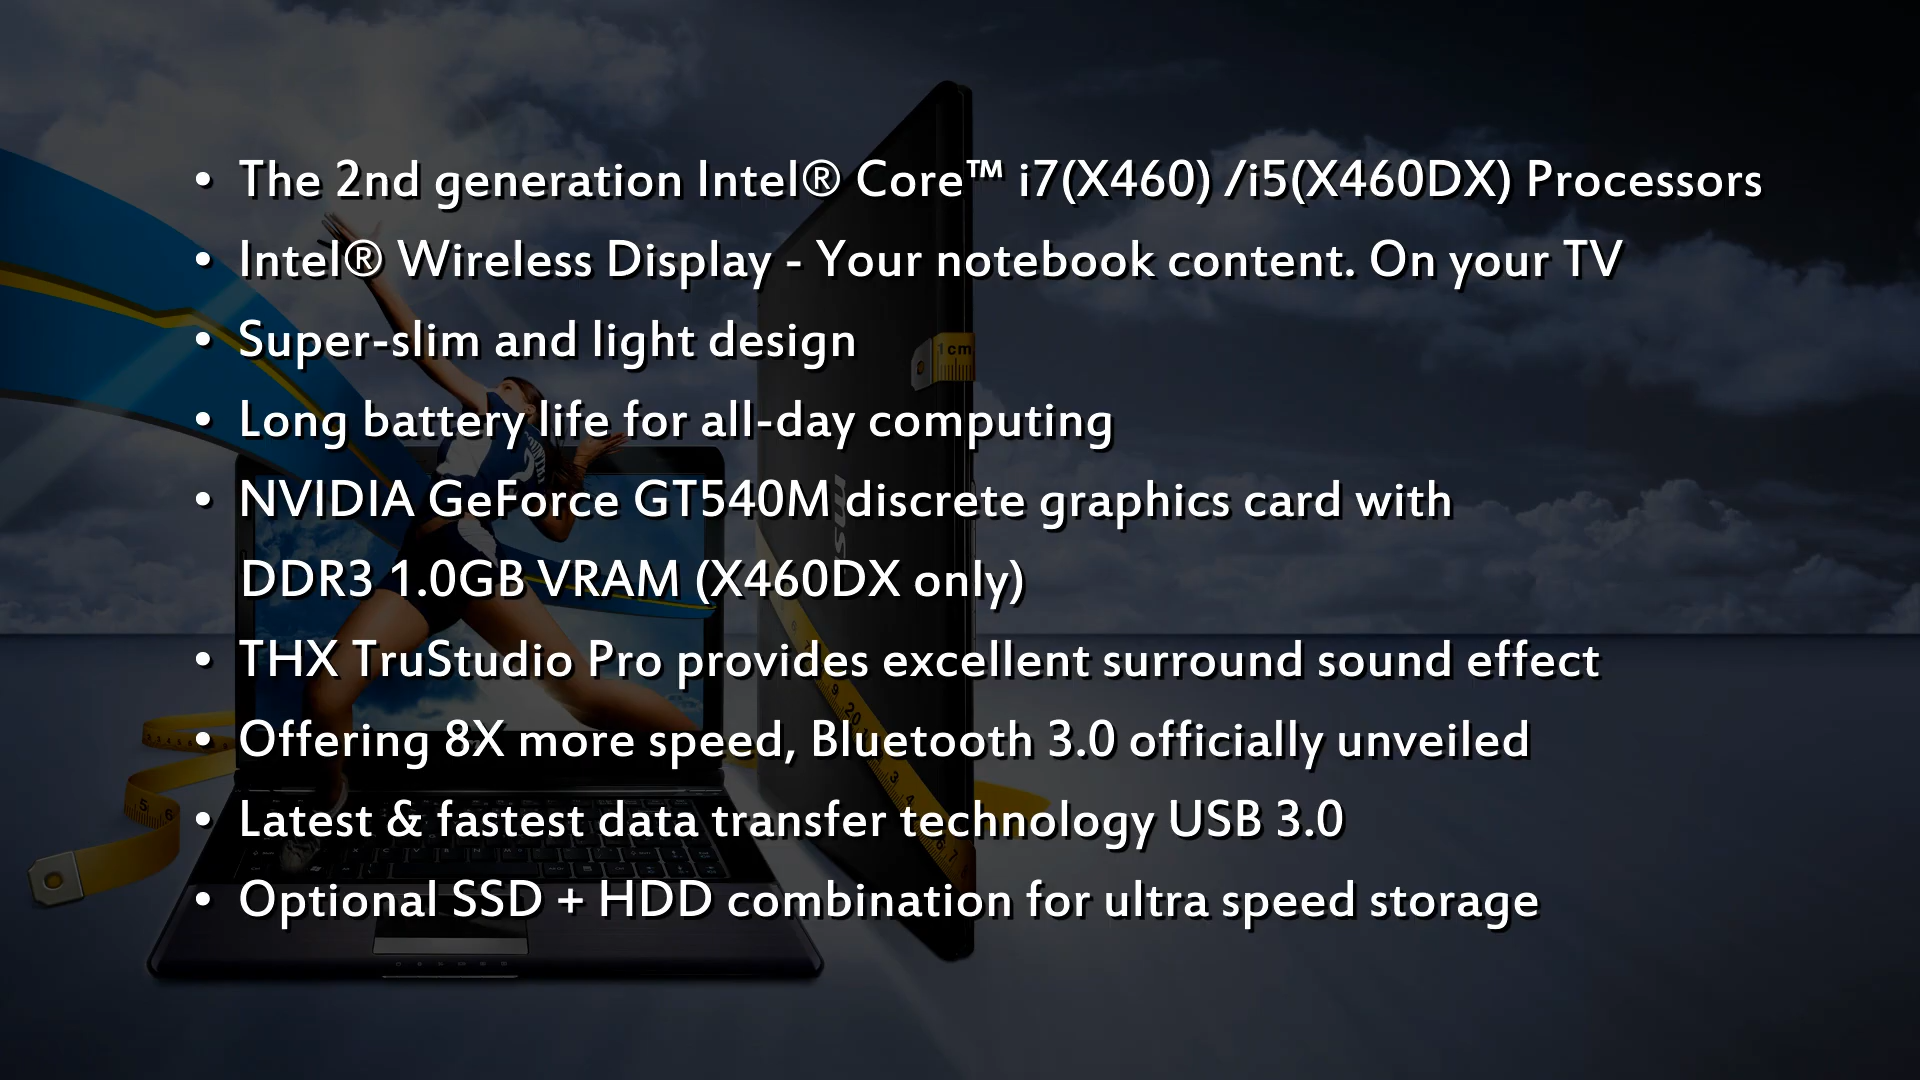 • The 2nd generation Intel® Core™ i7(X460) /i5(X460DX) Processors
• Intel® Wireless Display - Your notebook content. On your TV
• Super-slim and light design
1cm
• Long battery life for all-day computing
• NVIDIA GeForce GT540M discrete graphics card with
msi
DDR3 1.0GB VRAM (X460DX only)
• THX TruStudio Pro provides excellent surround sound effect
• Offering 8X more speed, Bluetooth 3.0 officially unveiled
• Latest & fastest data transfer technology USB 3.0
• Optional SSD + HDD combination for ultra speed storage